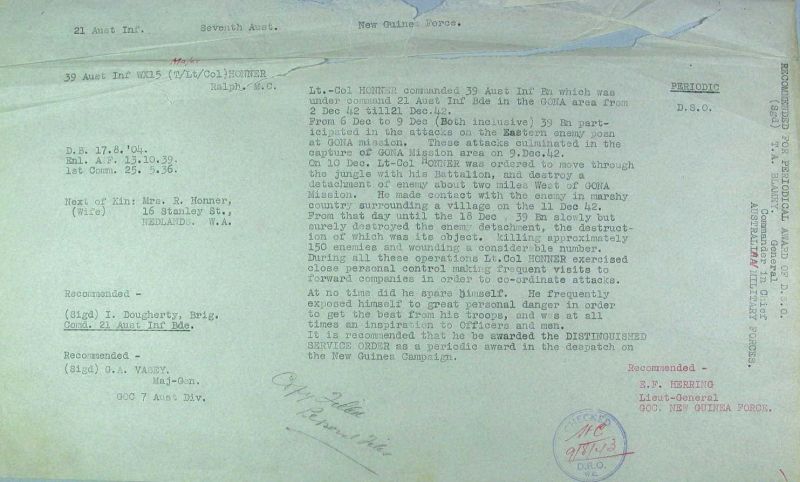 21 Aust Inf. Seventh Aust. New Guinea Force.
Major
39 Aust Inf WX15 (T/Lt/Col)HONNER
Ralph. M.C.
D.B. 17.8.'04.
Enl. A.F. 13.10.39.
1st Comm. 25. 5.36.
Next of Kin: Mrs. R. Honner,
(Wife) 16 Stanley St.,
NEDLANDS. W.A.
Recommended -
(Sigd) I. Dougherty, Brig.
Comd. 21 Aust Inf Bde.
Recommended -
(Sigd) G.A. VASEY.
Maj-Gen.
GOC 7 Aust Div.
Lt.-Col HONNER commanded 39 Aust Inf Bn which was
under command 21 Aust Inf Bde in the GONA area from
2 Dec 42 till21 Dec.42.
From 6 Dec to 9 Dec (Both inclusive) 39 Bn part-
icipated in the attacks on the Eastern enemy posn
at GONA mission. These attacks culminated in the
capture of GONA Mission area on 9.Dec.42.
On 10 Dec. Lt-Col HONNER was ordered to move through
the jungle with his Battalion, and destroy a
detachment of enemy about two miles West of GONA
Mission. He made contact with the enemy in marshy
country surrounding a village on the 11 Dec 42.
From that day until the 18 Dec , 39 Bn slowly but
surely destroyed the enemy detachment, the destruct-
ion of which was its object. killing approximately
150 enemies and wounding a considerable number.
During all these operations Lt.Col HONNER exercised
close personal control making frequent visits to
forward companies in order to co-ordinate attacks.
At no time did he spare himself. He frequently
exposed himself to great personal danger in order
to get the best from his troops, and was at all
times an inspiration to Officers and men.
It is recommended that he be awarded the DISTINGUISHED
SERVICE ORDER as a periodic award in the despatch on
the New Guinea Campaign.
PERIODIC
D.S.O.
RECOMMENDED FOR PERIODICAL AWARD OF D.S.O.
(Sgd) T.A. BLAMEY. General
Commander in Chief
AUSTRALIAN MILITARY FORCES.
Recommended -
E.F. HERRING
Lieut-General
GOC. NEW GUINEA FORCE.
Copy
Personal Files
CHECKED
9/8/43
D.R.O.